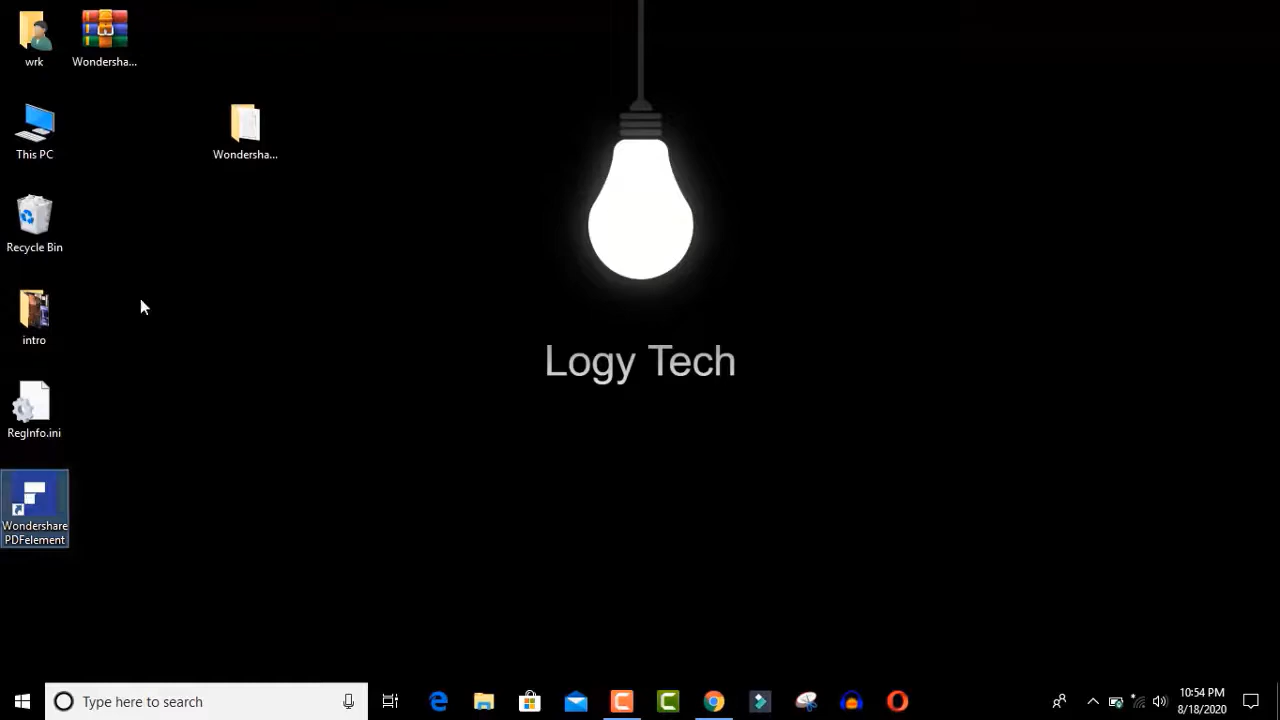 wrk
Wondersha...
This PC
Wondersha...
Recycle Bin
intro
RegInfo.ini
Wondershare
PDFelement
Logy Tech
Type here to search
10:54 PM
8/18/2020